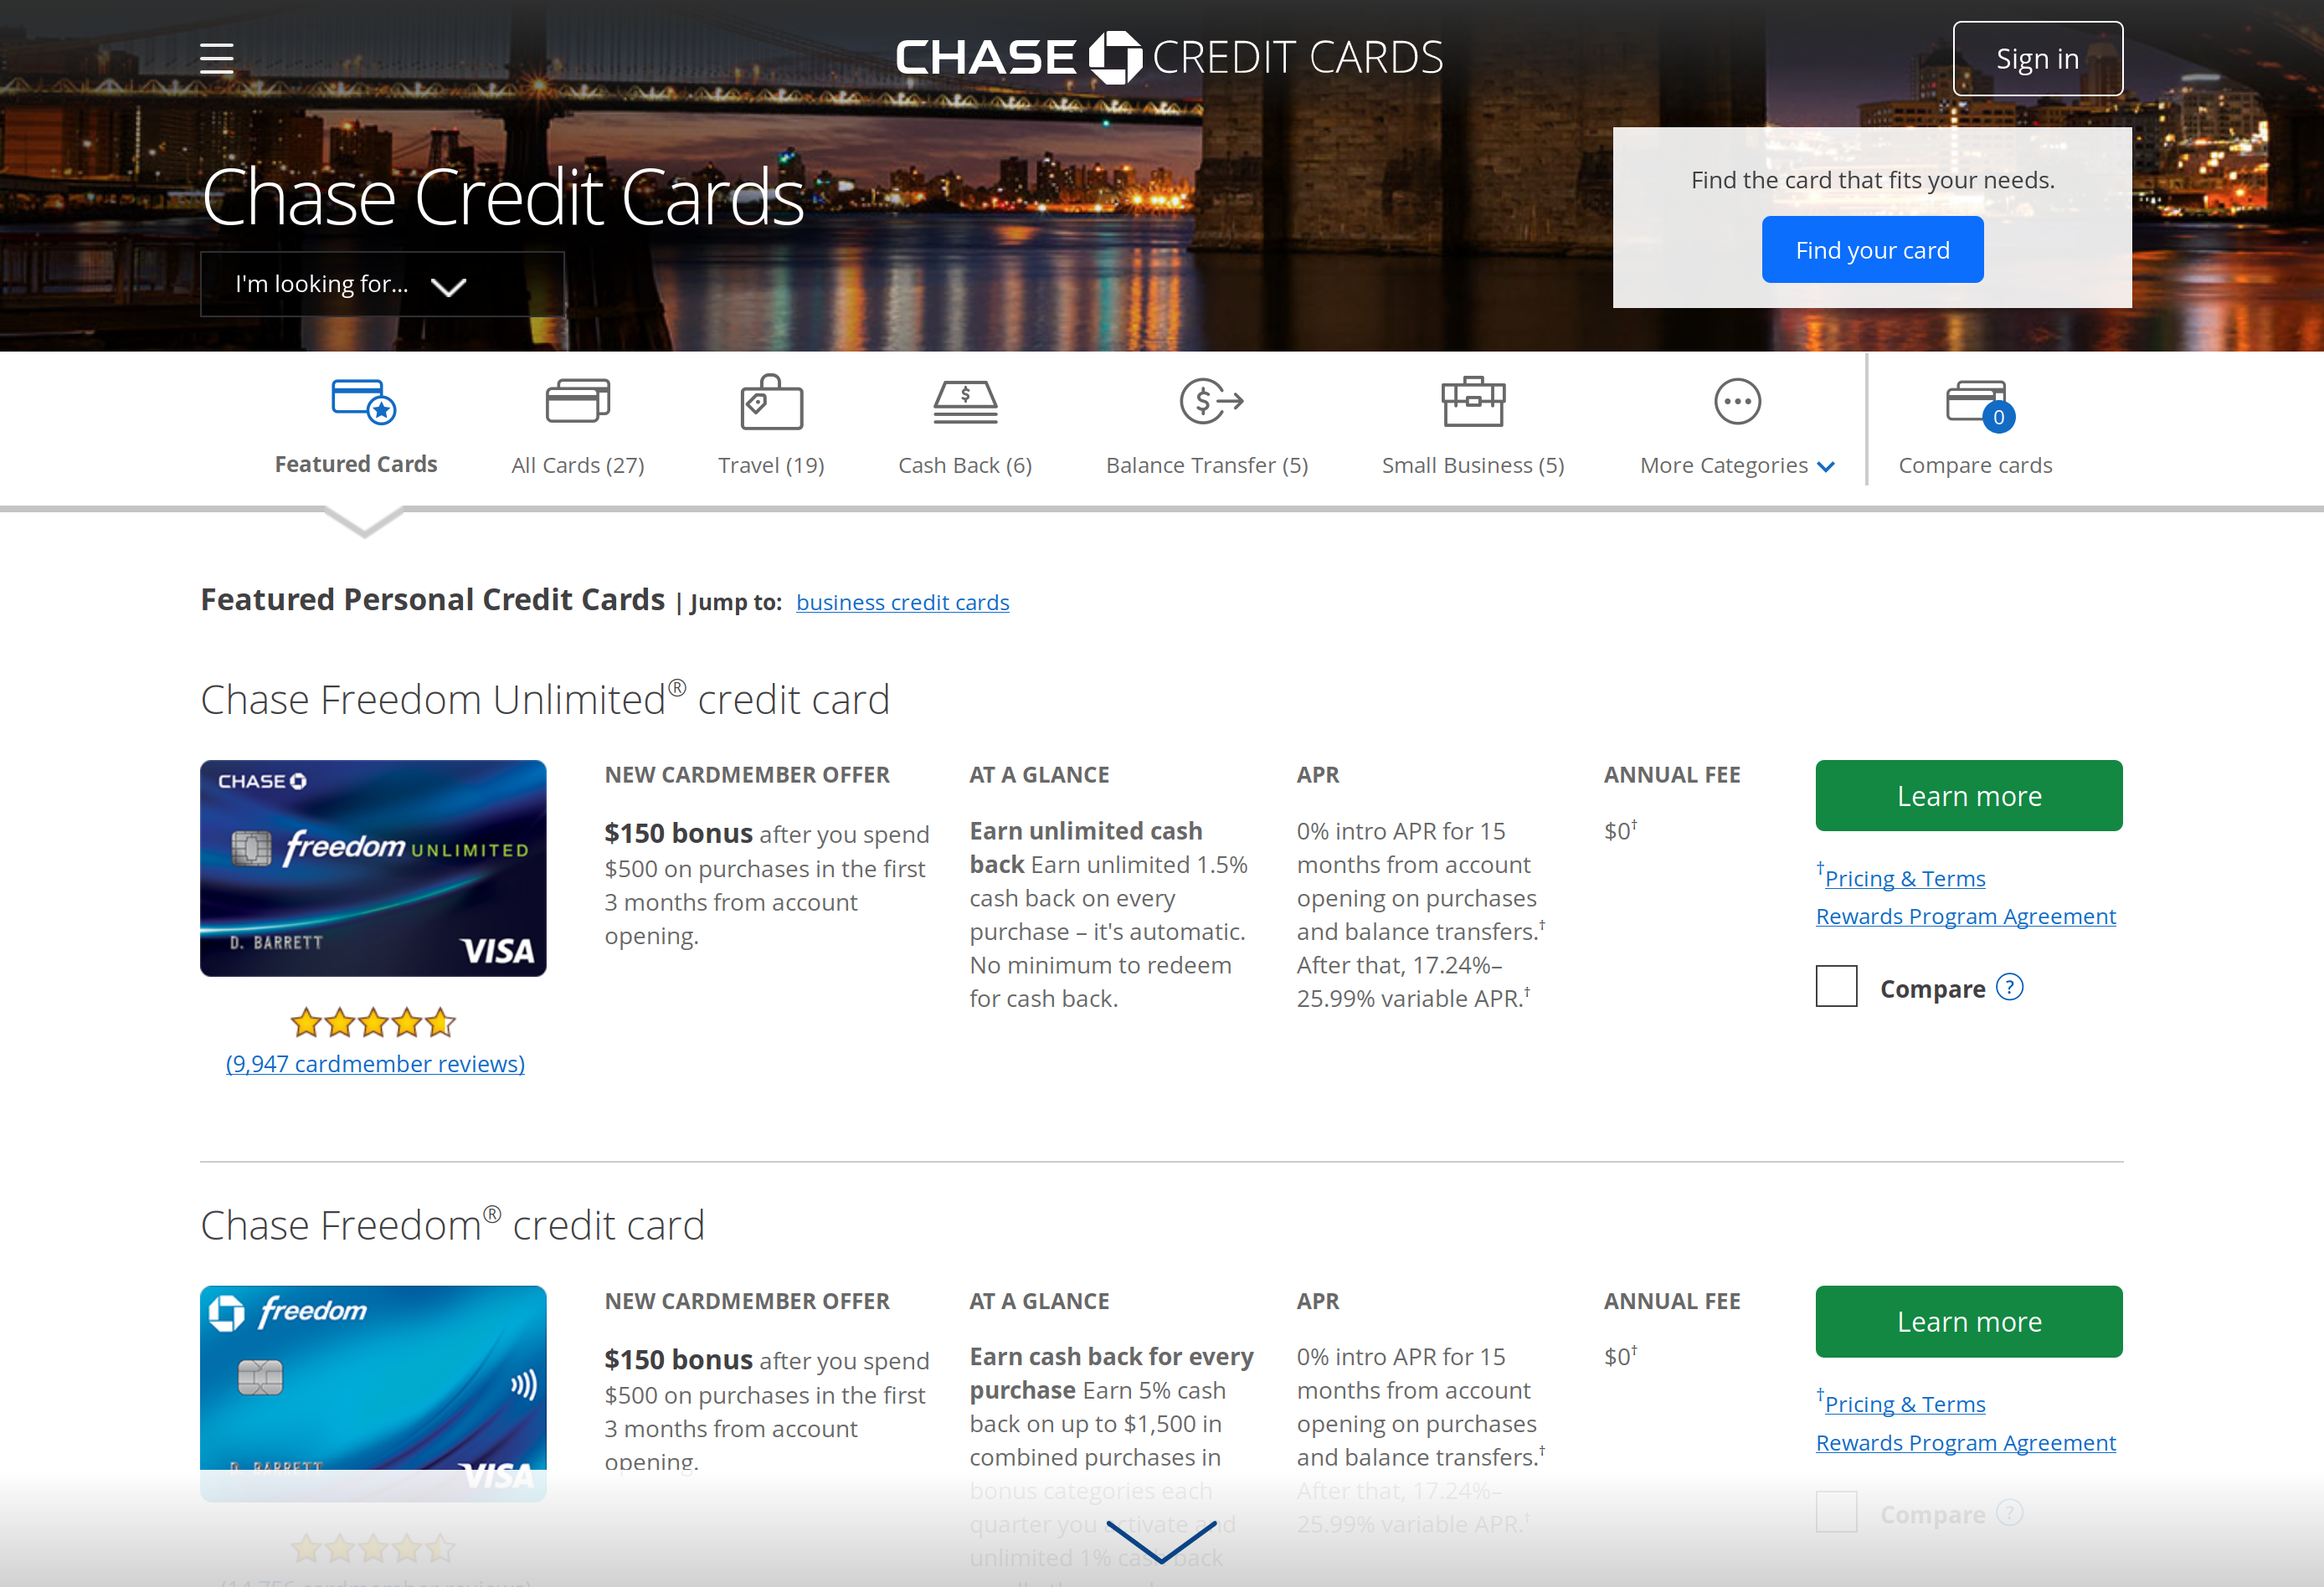 CHASE CREDIT CARDS
Sign in
Chase Credit Cards
I'm looking for...
Find the card that fits your needs.
Find your card
Featured Cards
All Cards (27)
Travel (19)
Cash Back (6)
Balance Transfer (5)
Small Business (5)
More Categories
0
Compare cards
Featured Personal Credit Cards | Jump to: business credit cards
Chase Freedom Unlimited® credit card
CHASE
freedom UNLIMITED
D. BARRETT
VISA
(9,947 cardmember reviews)
NEW CARDMEMBER OFFER
$150 bonus after you spend
$500 on purchases in the first
3 months from account
opening.
AT A GLANCE
Earn unlimited cash
back Earn unlimited 1.5%
cash back on every
purchase – it's automatic.
No minimum to redeem
for cash back.
APR
0% intro APR for 15
months from account
opening on purchases
and balance transfers.†
After that, 17.24%–
25.99% variable APR.†
ANNUAL FEE
$0†
Learn more
†Pricing & Terms
Rewards Program Agreement
Compare ?
Chase Freedom® credit card
freedom
D. BARRETT
VISA
NEW CARDMEMBER OFFER
$150 bonus after you spend
$500 on purchases in the first
3 months from account
opening.
AT A GLANCE
Earn cash back for every
purchase Earn 5% cash
back on up to $1,500 in
combined purchases in
bonus categories each
quarter you activate and
unlimited 1% cash back
APR
0% intro APR for 15
months from account
opening on purchases
and balance transfers.†
After that, 17.24%–
25.99% variable APR.†
ANNUAL FEE
$0†
Learn more
†Pricing & Terms
Rewards Program Agreement
Compare ?